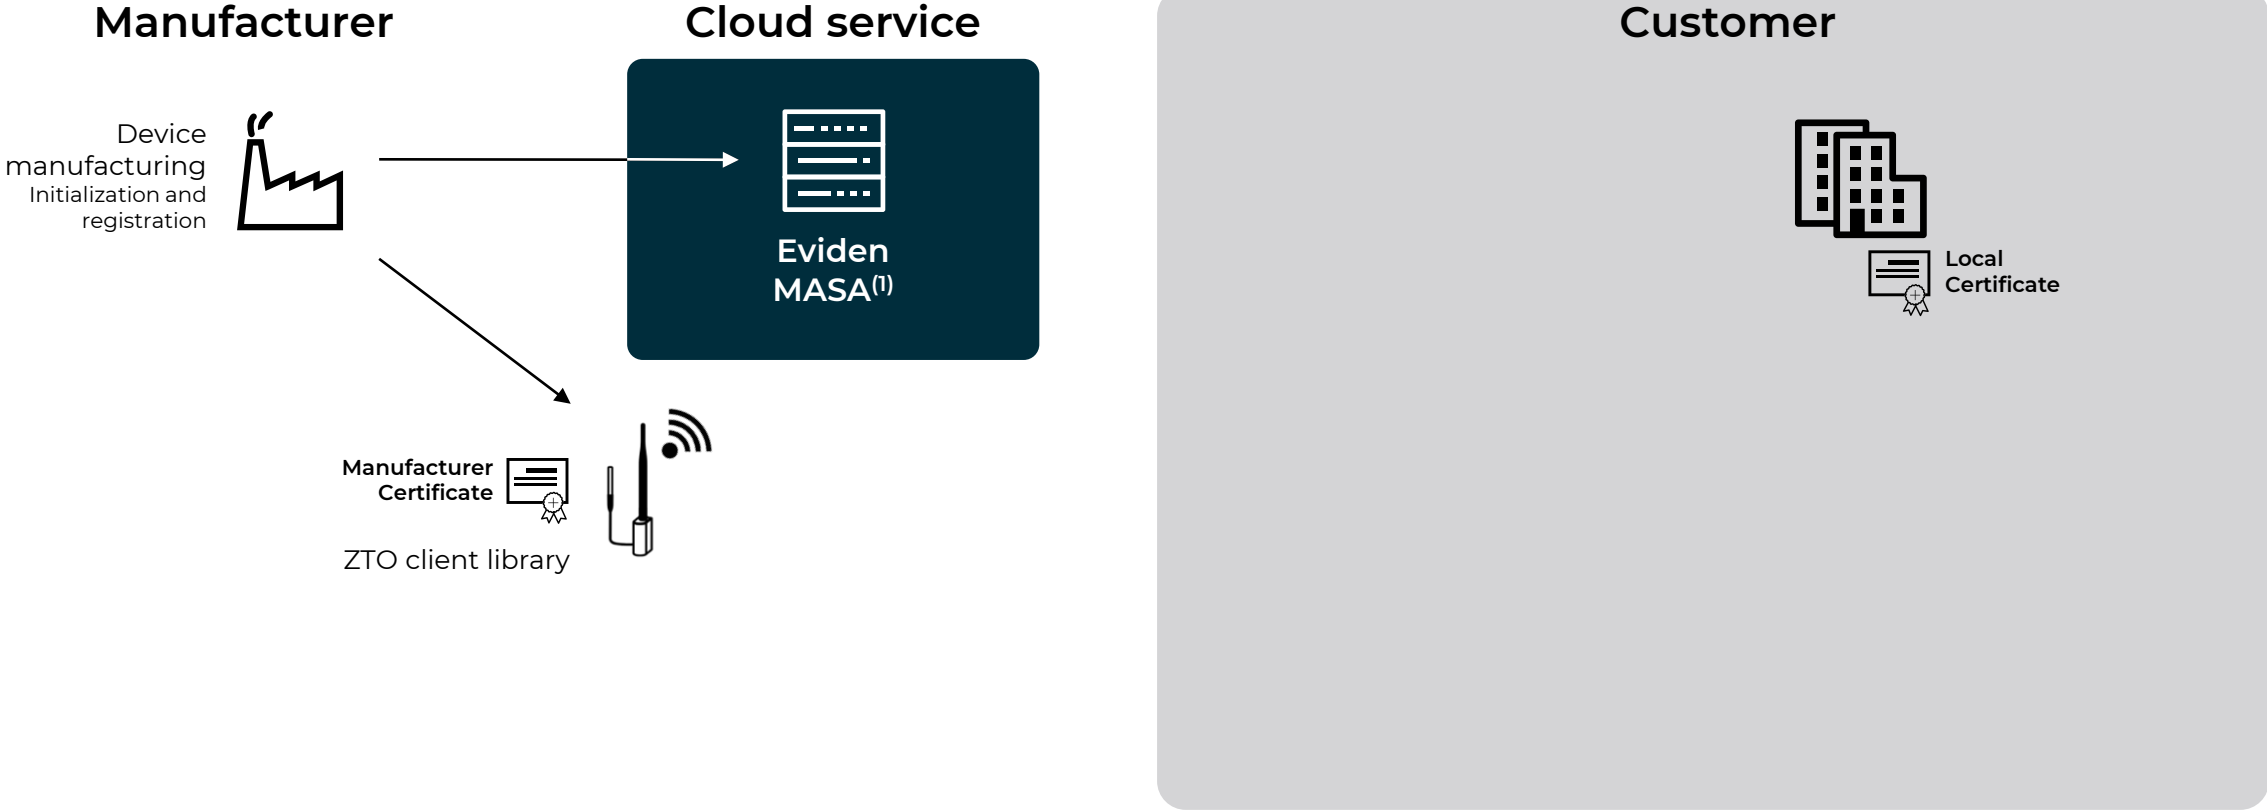 Manufacturer
Cloud service
Customer
Device
manufacturing
Initialization and
registration
Eviden
MASA(1)
Local
Certificate
Manufacturer
Certificate
ZTO client library